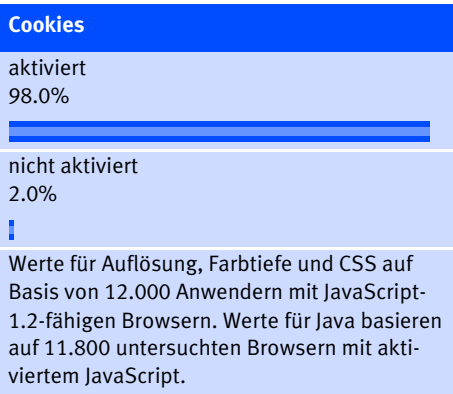 Cookies
aktiviert
98.0%
nicht aktiviert
2.0%
Werte für Auflösung, Farbtiefe und CSS auf
Basis von 12.000 Anwendern mit JavaScript-
1.2-fähigen Browsern. Werte für Java basieren
auf 11.800 untersuchten Browsern mit akti-
viertem JavaScript.